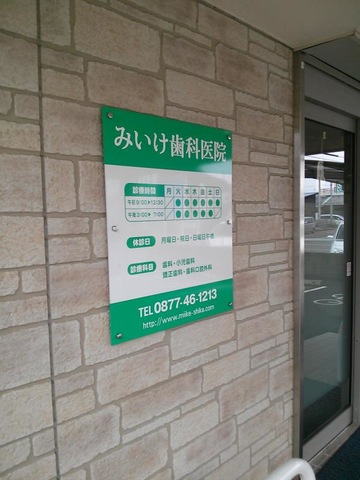 みいけ歯科医院
診療時間 月 火 水 木 金 土 日
午前9:00▶12:30
午後3:00▶7:00
休診日 月曜日・祝日・日曜日午後
診療科目 歯科・小児歯科
矯正歯科・歯科口腔外科
TEL 0877-46-1213
http://www.miike-shika.com